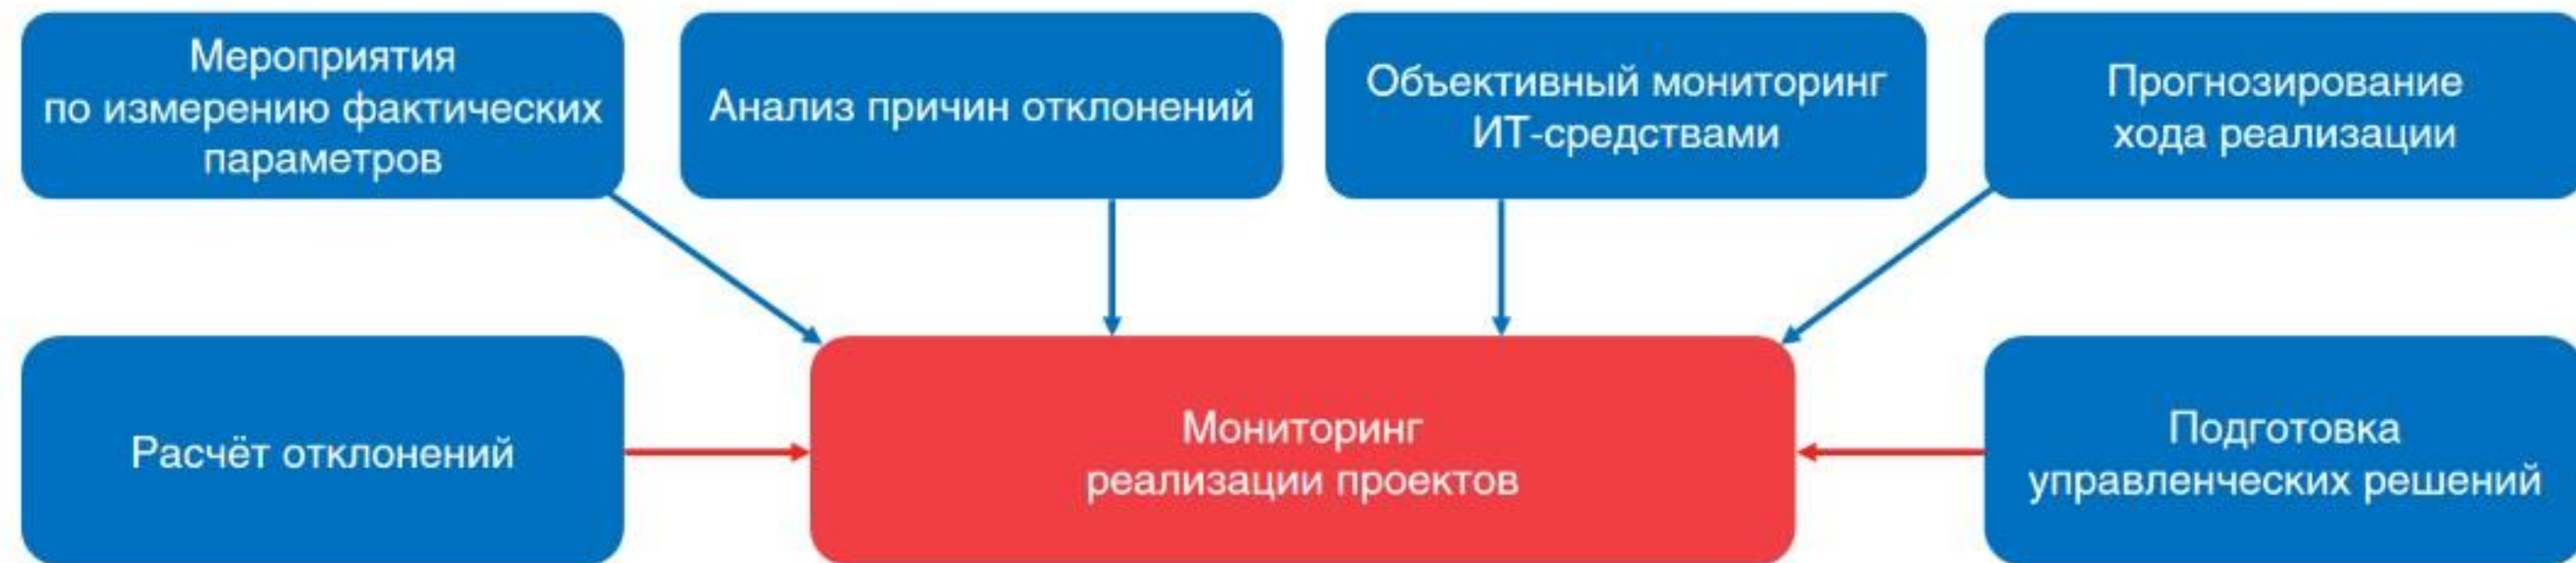 Мероприятия
по измерению фактических
параметров
Анализ причин отклонений
Объективный мониторинг
ИТ-средствами
Прогнозирование
хода реализации
Расчёт отклонений
Мониторинг
реализации проектов
Подготовка
управленческих решений